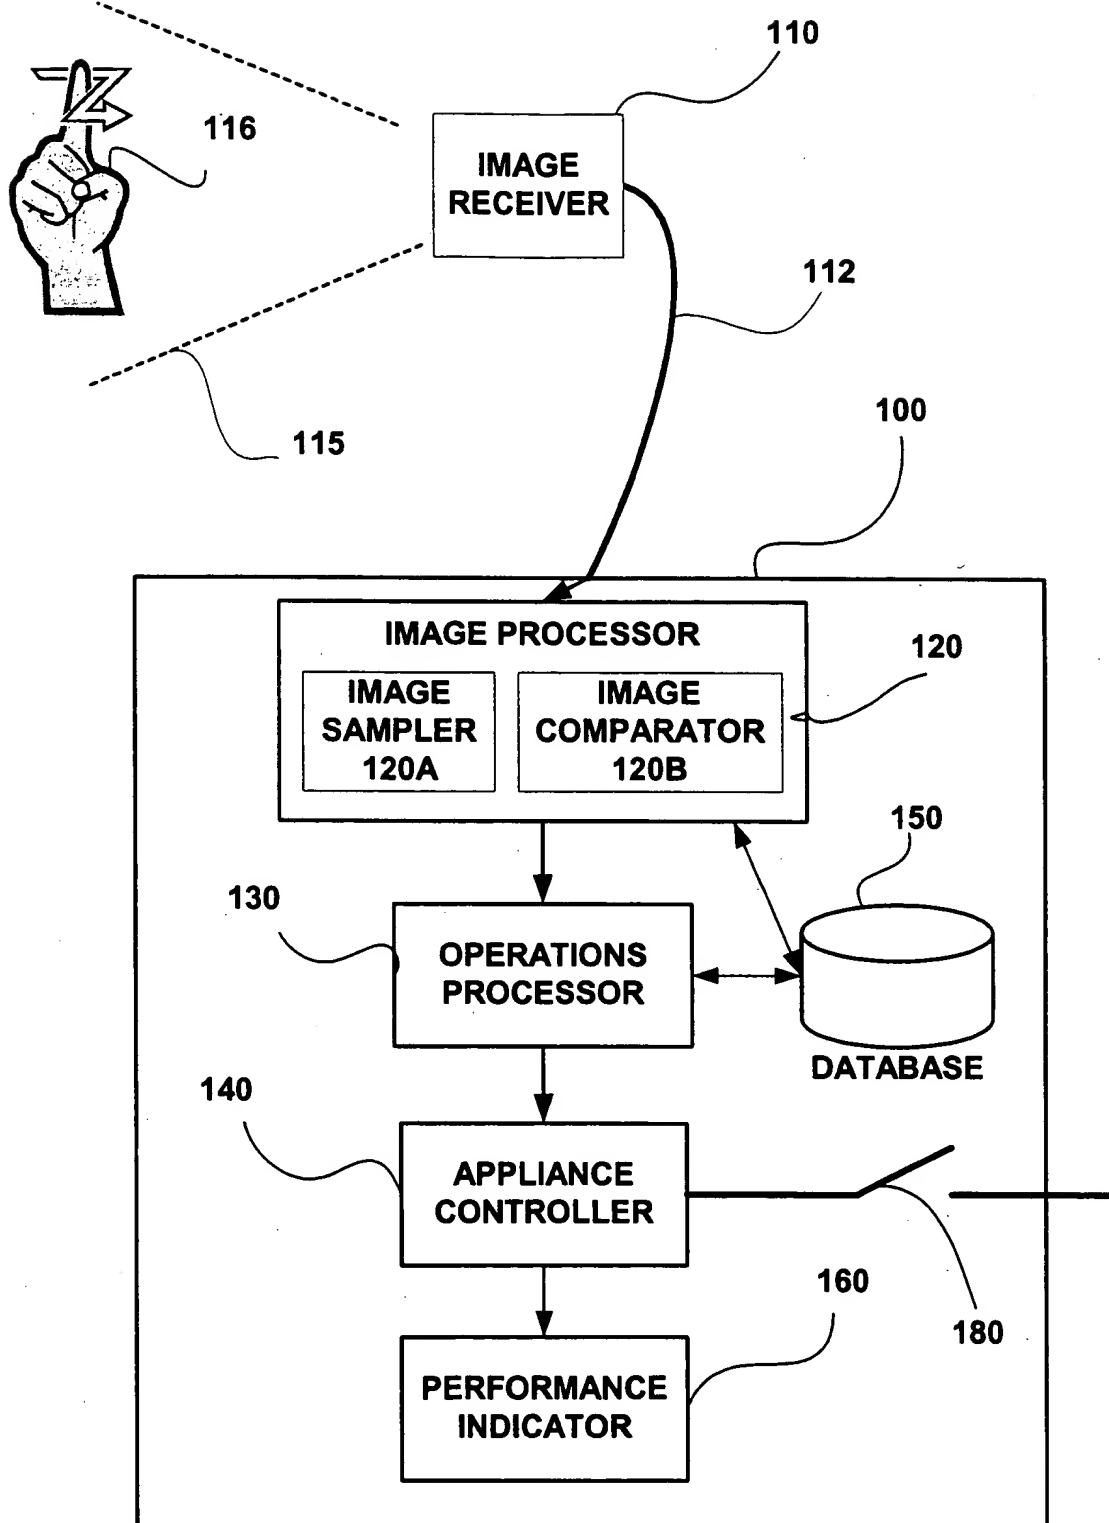 110
116
IMAGE
RECEIVER
112
115
100
IMAGE PROCESSOR
120
IMAGE
SAMPLER
120A
IMAGE
COMPARATOR
120B
150
130
OPERATIONS
PROCESSOR
DATABASE
140
APPLIANCE
CONTROLLER
160
180
PERFORMANCE
INDICATOR